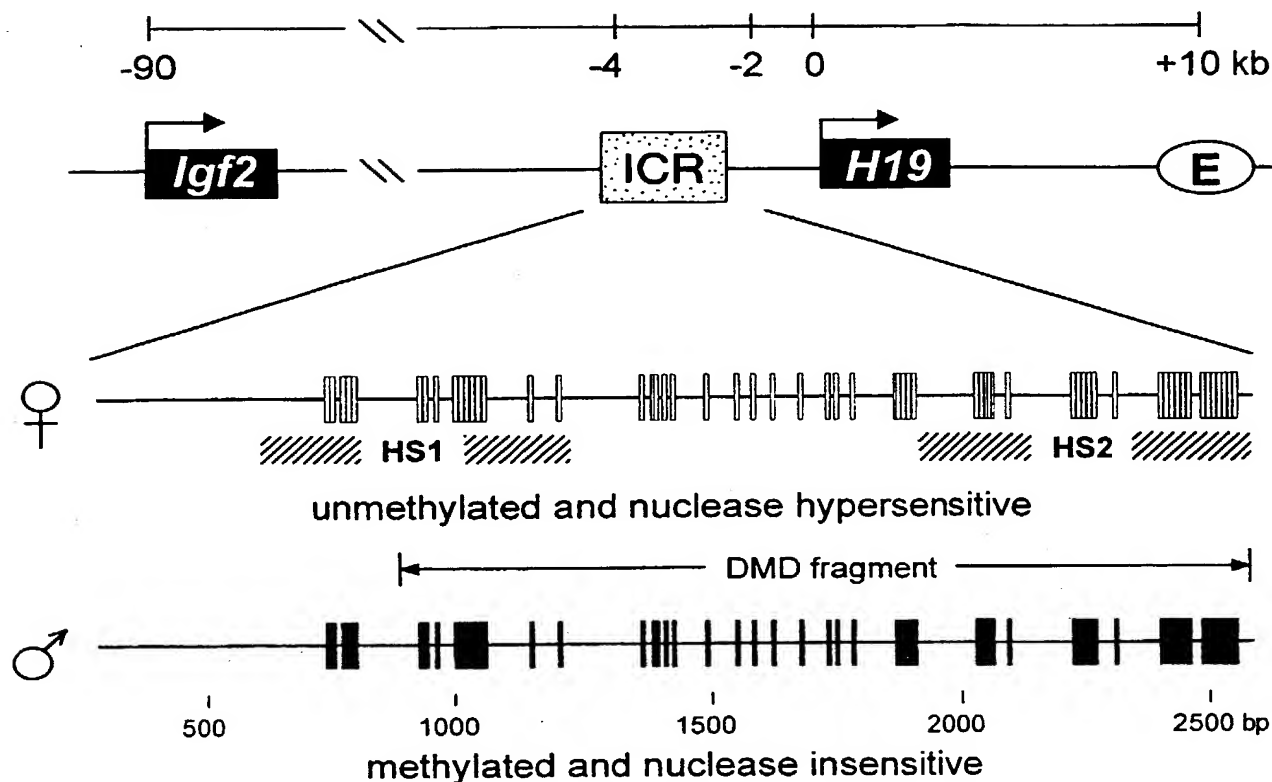 -90 -4 -2 0 +10 kb
Igf2 ICR H19 E
♀
HS1 HS2
unmethylated and nuclease hypersensitive
DMD fragment
♂
500 1000 1500 2000 2500 bp
methylated and nuclease insensitive